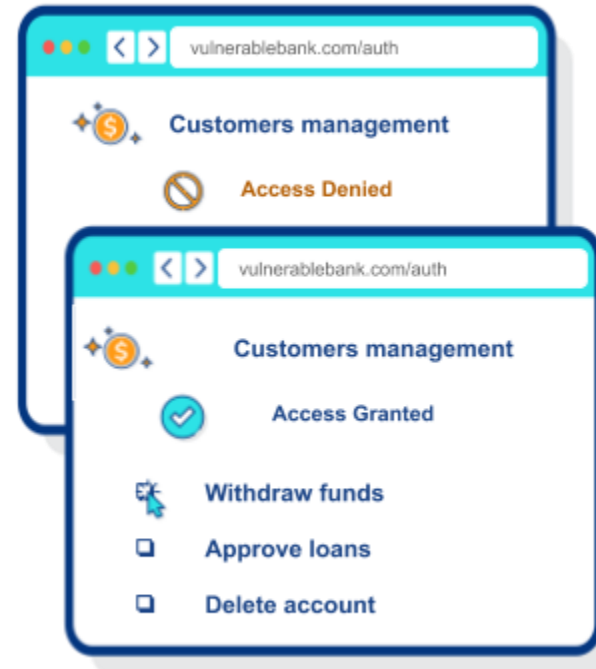 vulnerablebank.com/auth
Customers management
Access Denied
vulnerablebank.com/auth
Customers management
Access Granted
Withdraw funds
Approve loans
Delete account